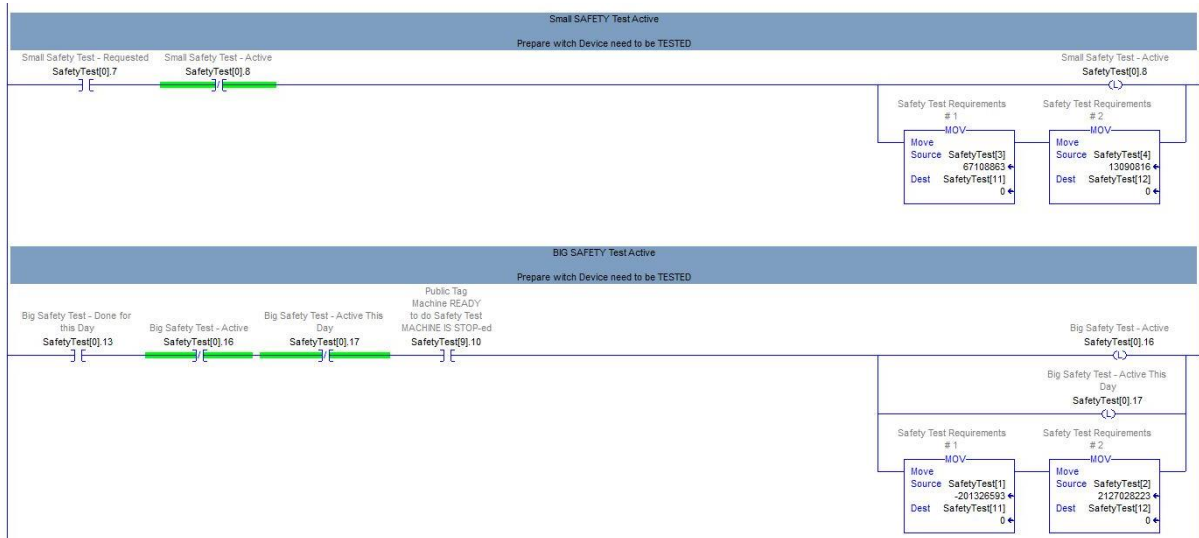 Small SAFETY Test Active
Prepare witch Device need to be TESTED
Small Safety Test - Requested
SafetyTest[0].7
Small Safety Test - Active
SafetyTest[0].8
Small Safety Test - Active
SafetyTest[0].8
L
Safety Test Requirements
# 1
MOV
Move
Source SafetyTest[3]
67108863
Dest SafetyTest[11]
0
Safety Test Requirements
# 2
MOV
Move
Source SafetyTest[4]
13090816
Dest SafetyTest[12]
0
BIG SAFETY Test Active
Prepare witch Device need to be TESTED
Big Safety Test - Done for
this Day
SafetyTest[0].13
Big Safety Test - Active
SafetyTest[0].16
Big Safety Test - Active This
Day
SafetyTest[0].17
Public Tag
Machine READY
to do Safety Test
MACHINE IS STOP-ed
SafetyTest[9].10
Big Safety Test - Active
SafetyTest[0].16
L
Big Safety Test - Active This
Day
SafetyTest[0].17
L
Safety Test Requirements
# 1
MOV
Move
Source SafetyTest[1]
-201326593
Dest SafetyTest[11]
0
Safety Test Requirements
# 2
MOV
Move
Source SafetyTest[2]
2127028223
Dest SafetyTest[12]
0